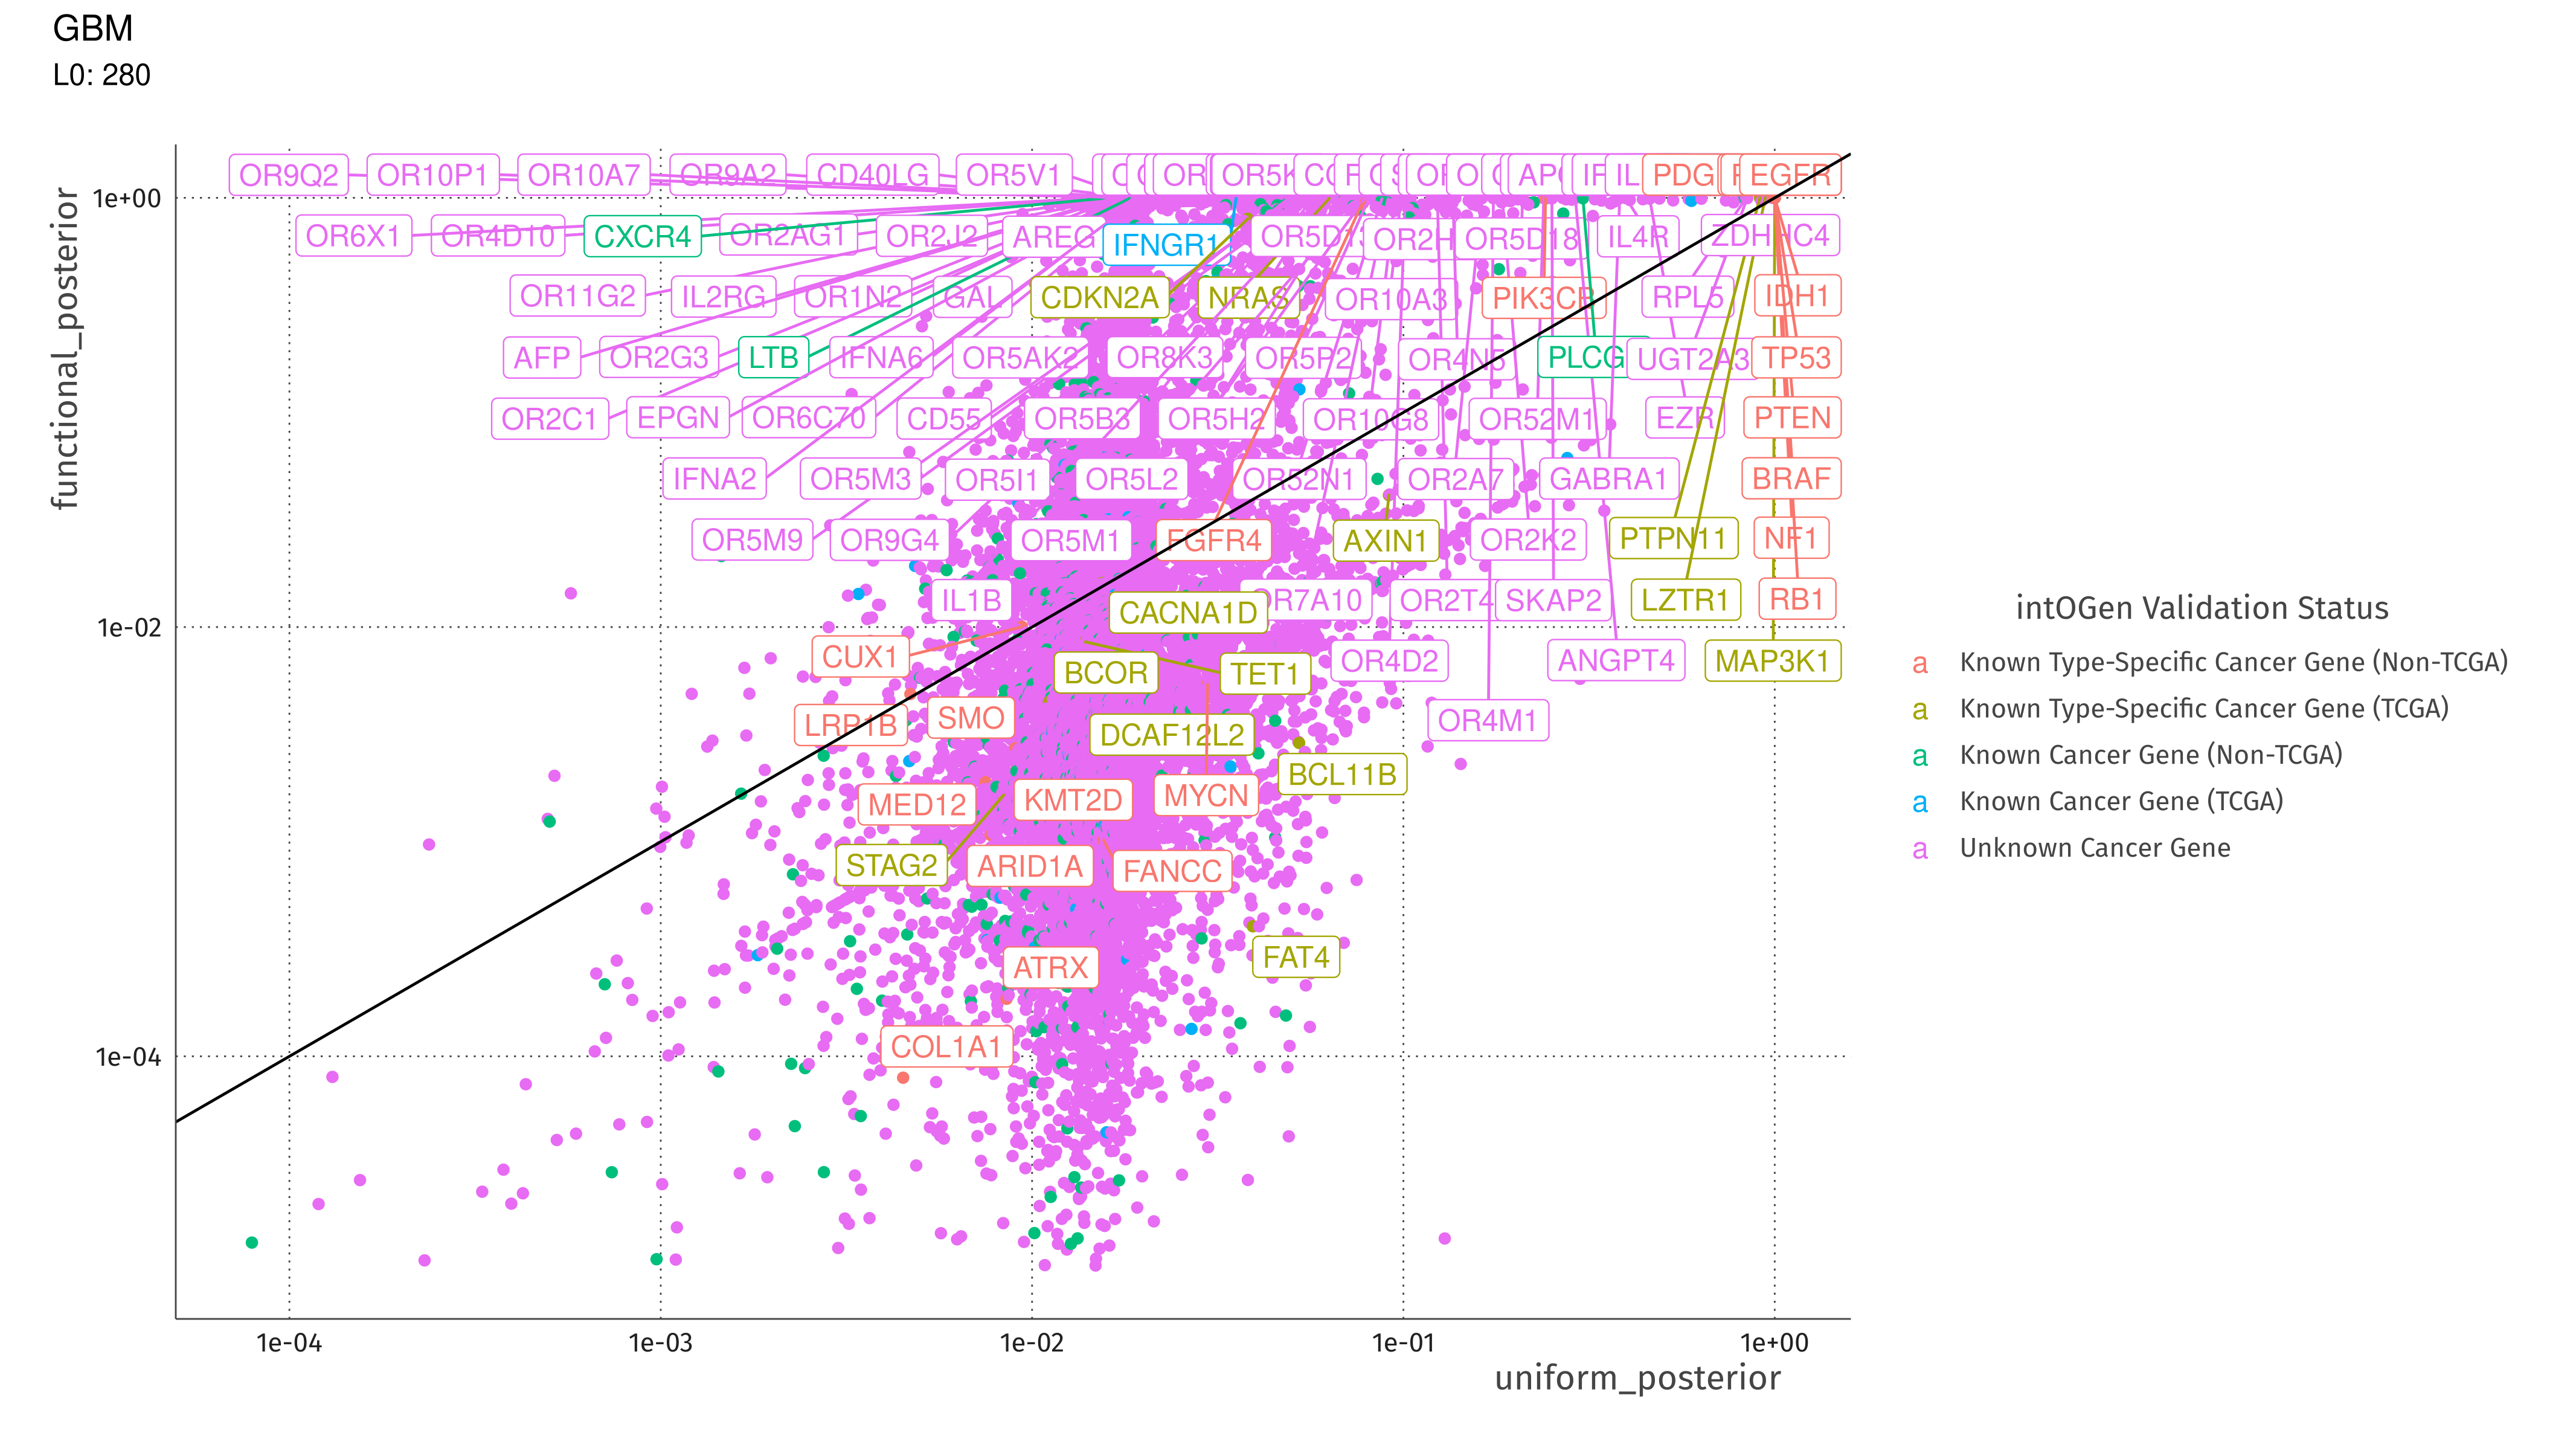 GBM
L0: 280
functional_posterior
1e+00
1e-02
1e-04
OR9Q2 OR10P1 OR10A7 OR9A2 CD40LG OR5V1 EGFR
OR6X1 OR4D10 CXCR4 OR2AG1 OR2J2 AREG IFNGR1 OR5D18 IL4R ZDHHC4
OR11G2 IL2RG OR1N2 GAL CDKN2A NRAS OR10A3 RPL5 IDH1
AFP OR2G3 LTB IFNA6 OR5AK2 OR8K3 OR5P2 OR4N5 UGT2A3 TP53
OR2C1 EPGN OR6C70 CD55 OR5B3 OR5H2 OR10G8 OR52M1 EZR PTEN
IFNA2 OR5M3 OR5I1 OR5L2 OR52N1 OR2A7 GABRA1 BRAF
OR5M9 OR9G4 OR5M1 FGFR4 AXIN1 OR2K2 PTPN11 NF1
IL1B CACNA1D OR7A10 OR2T4 SKAP2 LZTR1 RB1
CUX1 BCOR TET1 OR4D2 ANGPT4 MAP3K1
LRP1B SMO DCAF12L2 OR4M1
BCL11B
MED12 KMT2D MYCN
STAG2 ARID1A FANCC
ATRX FAT4
COL1A1
1e-04 1e-03 1e-02 1e-01 1e+00
uniform_posterior
intOGen Validation Status
a Known Type-Specific Cancer Gene (Non-TCGA)
a Known Type-Specific Cancer Gene (TCGA)
a Known Cancer Gene (Non-TCGA)
a Known Cancer Gene (TCGA)
a Unknown Cancer Gene